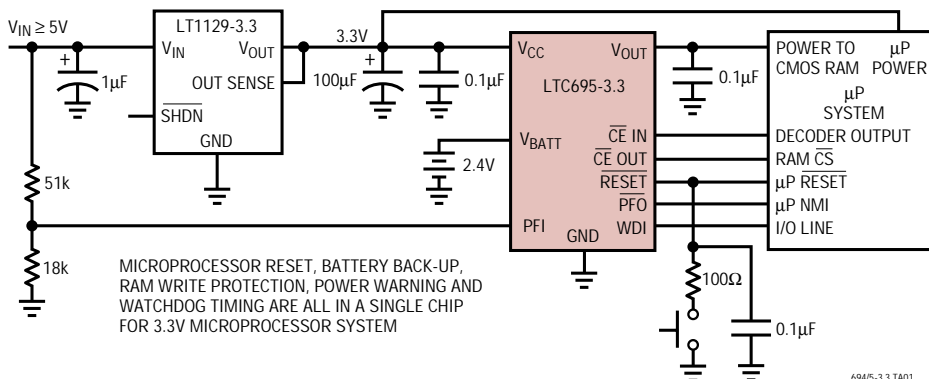 V_IN ≥ 5V
LT1129-3.3
V_IN
V_OUT
OUT SENSE
SHDN
GND
+
1µF
3.3V
+
100µF
0.1µF
51k
18k
V_CC
V_OUT
LTC695-3.3
V_BATT
2.4V
CE IN
CE OUT
RESET
PFO
PFI
GND
WDI
0.1µF
POWER TO
CMOS RAM
µP
POWER
µP
SYSTEM
DECODER OUTPUT
RAM CS
µP RESET
µP NMI
I/O LINE
100Ω
0.1µF
MICROPROCESSOR RESET, BATTERY BACK-UP,
RAM WRITE PROTECTION, POWER WARNING AND
WATCHDOG TIMING ARE ALL IN A SINGLE CHIP
FOR 3.3V MICROPROCESSOR SYSTEM
694/5-3.3 TA01